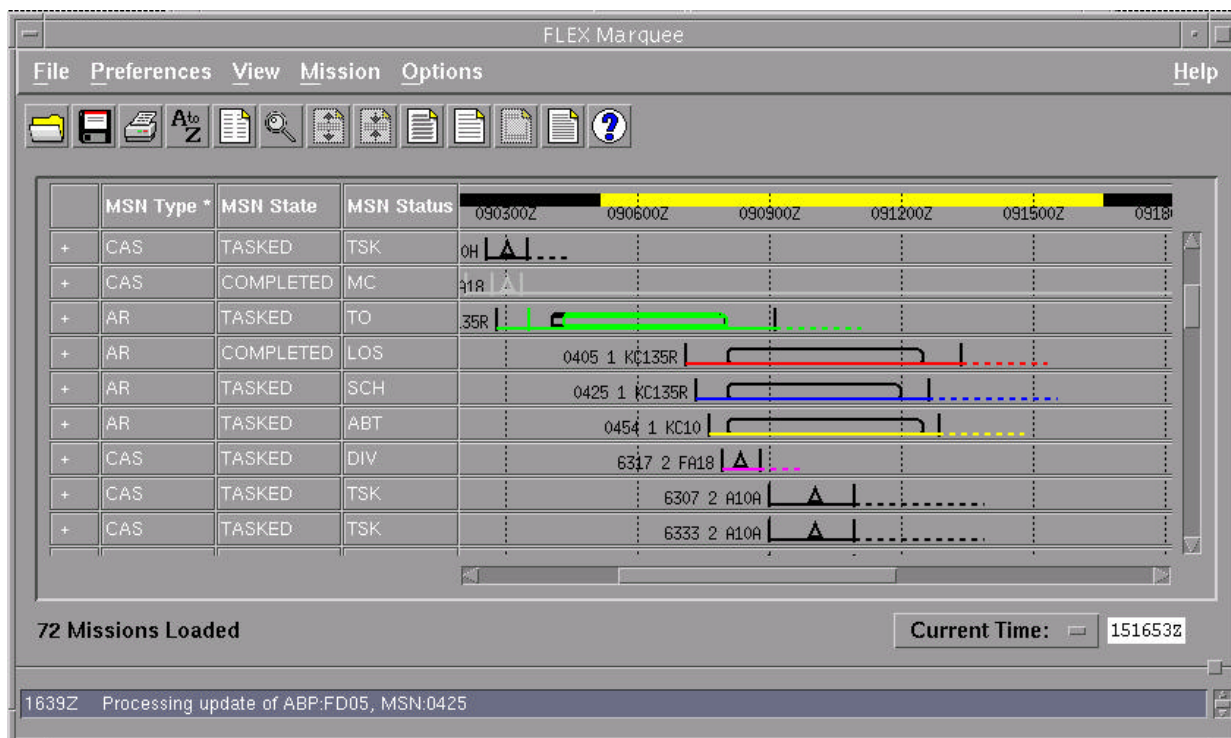 FLEX Marquee
File Preferences View Mission Options Help
A to Z
?
MSN Type * MSN State MSN Status 090300Z 090600Z 090900Z 091200Z 091500Z 0918
+ CAS TASKED TSK 0H
+ CAS COMPLETED MC A18
+ AR TASKED TO 35R
+ AR COMPLETED LOS 0405 1 KC135R
+ AR TASKED SCH 0425 1 KC135R
+ AR TASKED ABT 0454 1 KC10
+ CAS TASKED DIV 6317 2 FA18
+ CAS TASKED TSK 6307 2 A10A
+ CAS TASKED TSK 6333 2 A10A
72 Missions Loaded Current Time: 151653Z
1639Z Processing update of ABP:FD05, MSN:0425